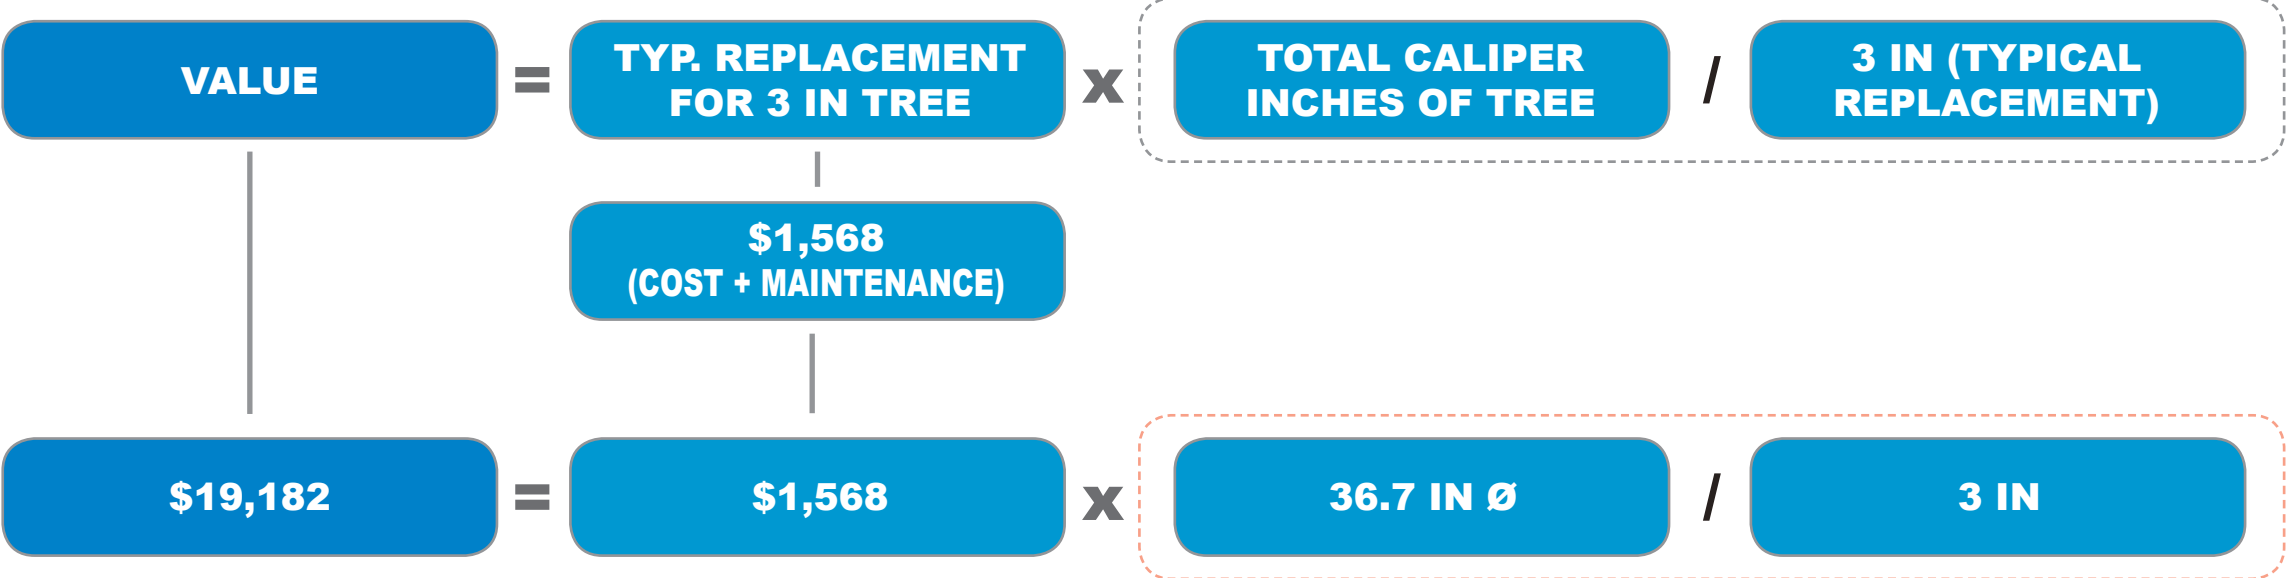 VALUE
=
TYP. REPLACEMENT
FOR 3 IN TREE
x
TOTAL CALIPER
INCHES OF TREE
/
3 IN (TYPICAL
REPLACEMENT)
$1,568
(COST + MAINTENANCE)
$19,182
=
$1,568
x
36.7 IN Ø
/
3 IN